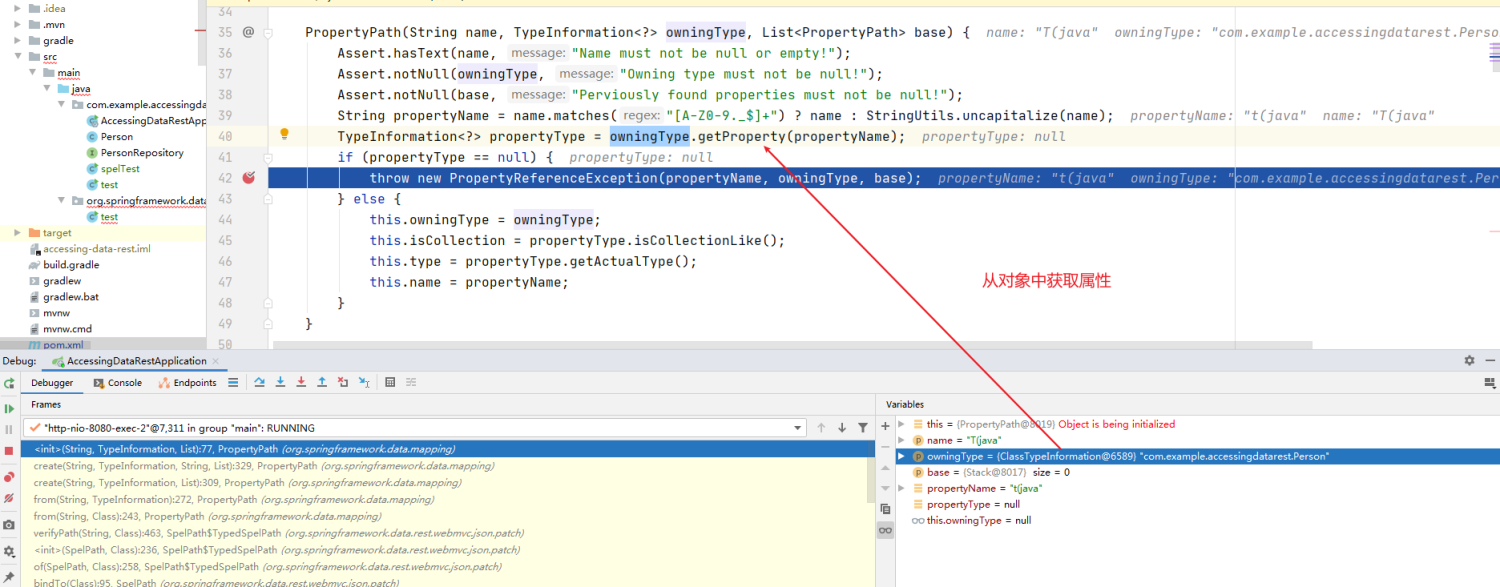 .idea
.mvn
gradle
src
main
java
com.example.accessingda
AccessingDataRestApp
Person
PersonRepository
spelTest
test
org.springframework.data
test
target
accessing-data-rest.iml
build.gradle
gradlew
gradlew.bat
mvnw
mvnw.cmd
pom.xml
34
35 @ PropertyPath(String name, TypeInformation<?> owningType, List<PropertyPath> base) { name: "T(java" owningType: "com.example.accessingdatarest.Perso
36 Assert.hasText(name, message: "Name must not be null or empty!");
37 Assert.notNull(owningType, message: "Owning type must not be null!");
38 Assert.notNull(base, message: "Perviously found properties must not be null!");
39 String propertyName = name.matches( regex: "[A-Z0-9._$]+") ? name : StringUtils.uncapitalize(name); propertyName: "t(java" name: "T(java"
40 TypeInformation<?> propertyType = owningType.getProperty(propertyName); propertyType: null
41 if (propertyType == null) { propertyType: null
42 throw new PropertyReferenceException(propertyName, owningType, base); propertyName: "t(java" owningType: "com.example.accessingdatarest.Per
43 } else {
44 this.owningType = owningType;
45 this.isCollection = propertyType.isCollectionLike();
46 this.type = propertyType.getActualType();
47 this.name = propertyName;
48 }
49 }
50
从对象中获取属性
Debug: AccessingDataRestApplication
Debugger Console Endpoints
Frames
"http-nio-8080-exec-2"@7,311 in group "main": RUNNING
<init>(String, TypeInformation, List):77, PropertyPath (org.springframework.data.mapping)
create(String, TypeInformation, String, List):329, PropertyPath (org.springframework.data.mapping)
create(String, TypeInformation, List):309, PropertyPath (org.springframework.data.mapping)
from(String, TypeInformation):272, PropertyPath (org.springframework.data.mapping)
from(String, Class):243, PropertyPath (org.springframework.data.mapping)
verifyPath(String, Class):463, SpelPath$TypedSpelPath (org.springframework.data.rest.webmvc.json.patch)
<init>(SpelPath, Class):236, SpelPath$TypedSpelPath (org.springframework.data.rest.webmvc.json.patch)
of(SpelPath, Class):258, SpelPath$TypedSpelPath (org.springframework.data.rest.webmvc.json.patch)
bindTo(Class):95, SpelPath (org.springframework.data.rest.webmvc.json.patch)
Variables
this = {PropertyPath@8019} Object is being initialized
name = "T(java"
owningType = {ClassTypeInformation@6589} "com.example.accessingdatarest.Person"
base = {Stack@8017} size = 0
propertyName = "t(java"
propertyType = null
this.owningType = null